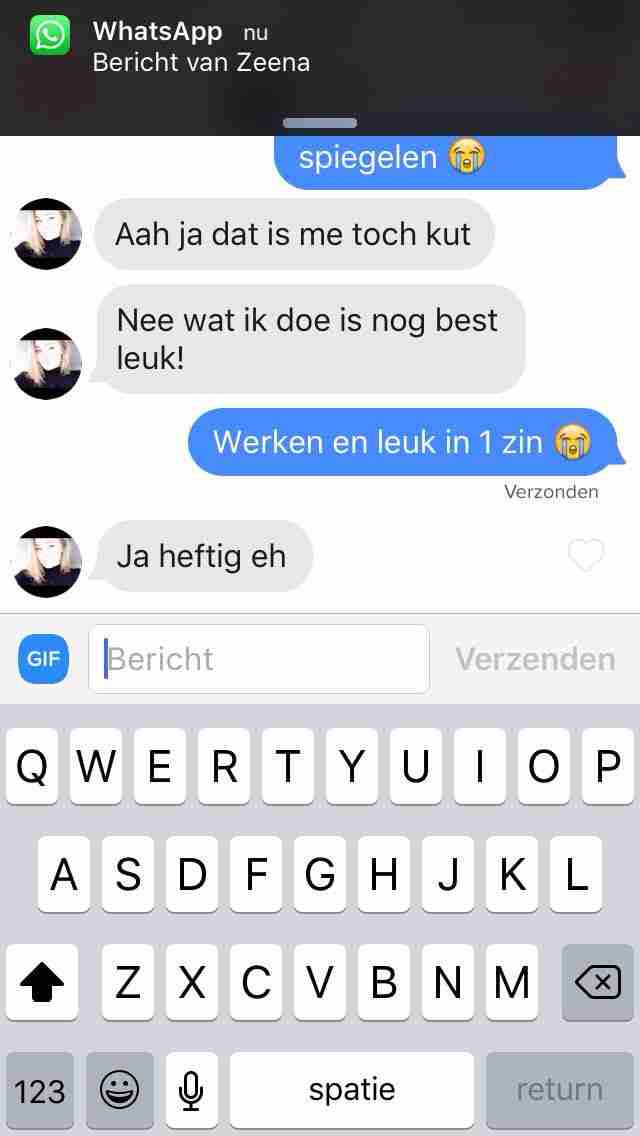 WhatsApp nu
Bericht van Zeena
spiegelen 😭
Aah ja dat is me toch kut
Nee wat ik doe is nog best
leuk!
Werken en leuk in 1 zin 😭
Verzonden
Ja heftig eh
GIF Bericht Verzenden
Q W E R T Y U I O P
A S D F G H J K L
Z X C V B N M
123 spatie return